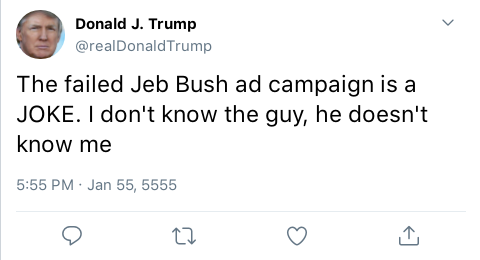 Donald J. Trump
@realDonaldTrump
The failed Jeb Bush ad campaign is a
JOKE. I don't know the guy, he doesn't
know me
5:55 PM · Jan 55, 5555